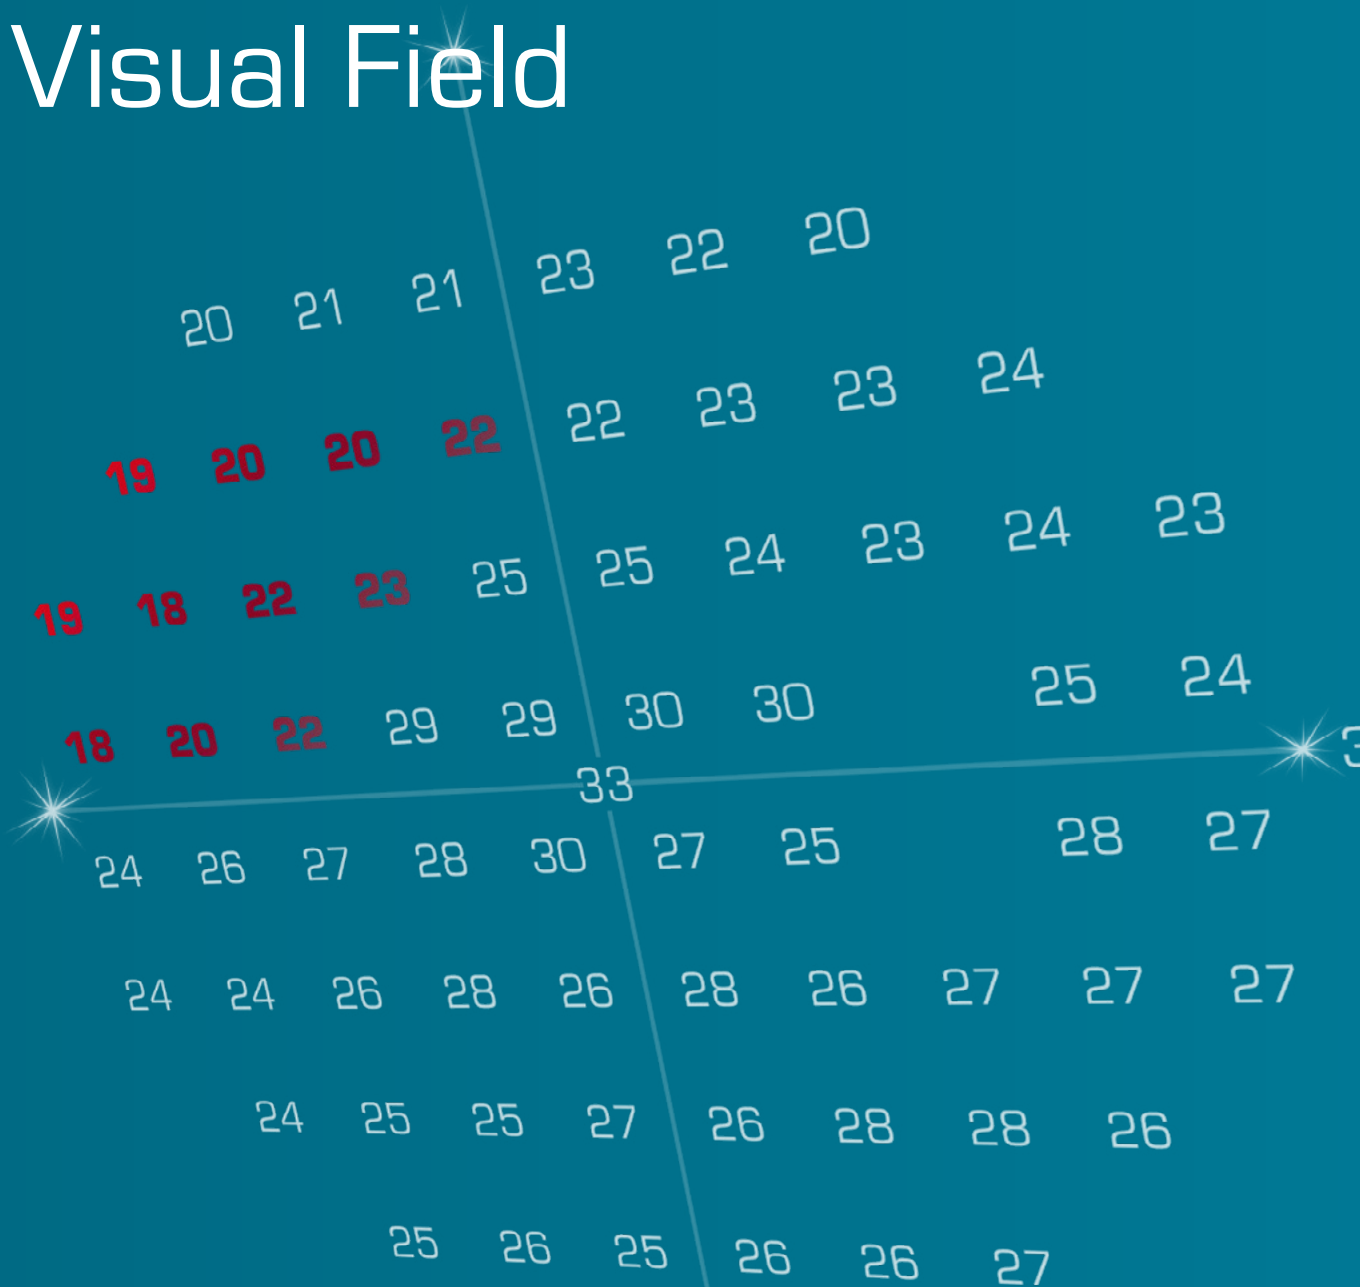 Visual Field
20 21 21 23 22 20
19 20 20 22 22 23 23 24
19 18 22 23 25 25 24 23 24 23
18 20 22 29 29 30 30 25 24
33
24 26 27 28 30 27 25 28 27
24 24 26 28 26 28 26 27 27 27
24 25 25 27 26 28 28 26
25 26 25 26 26 27